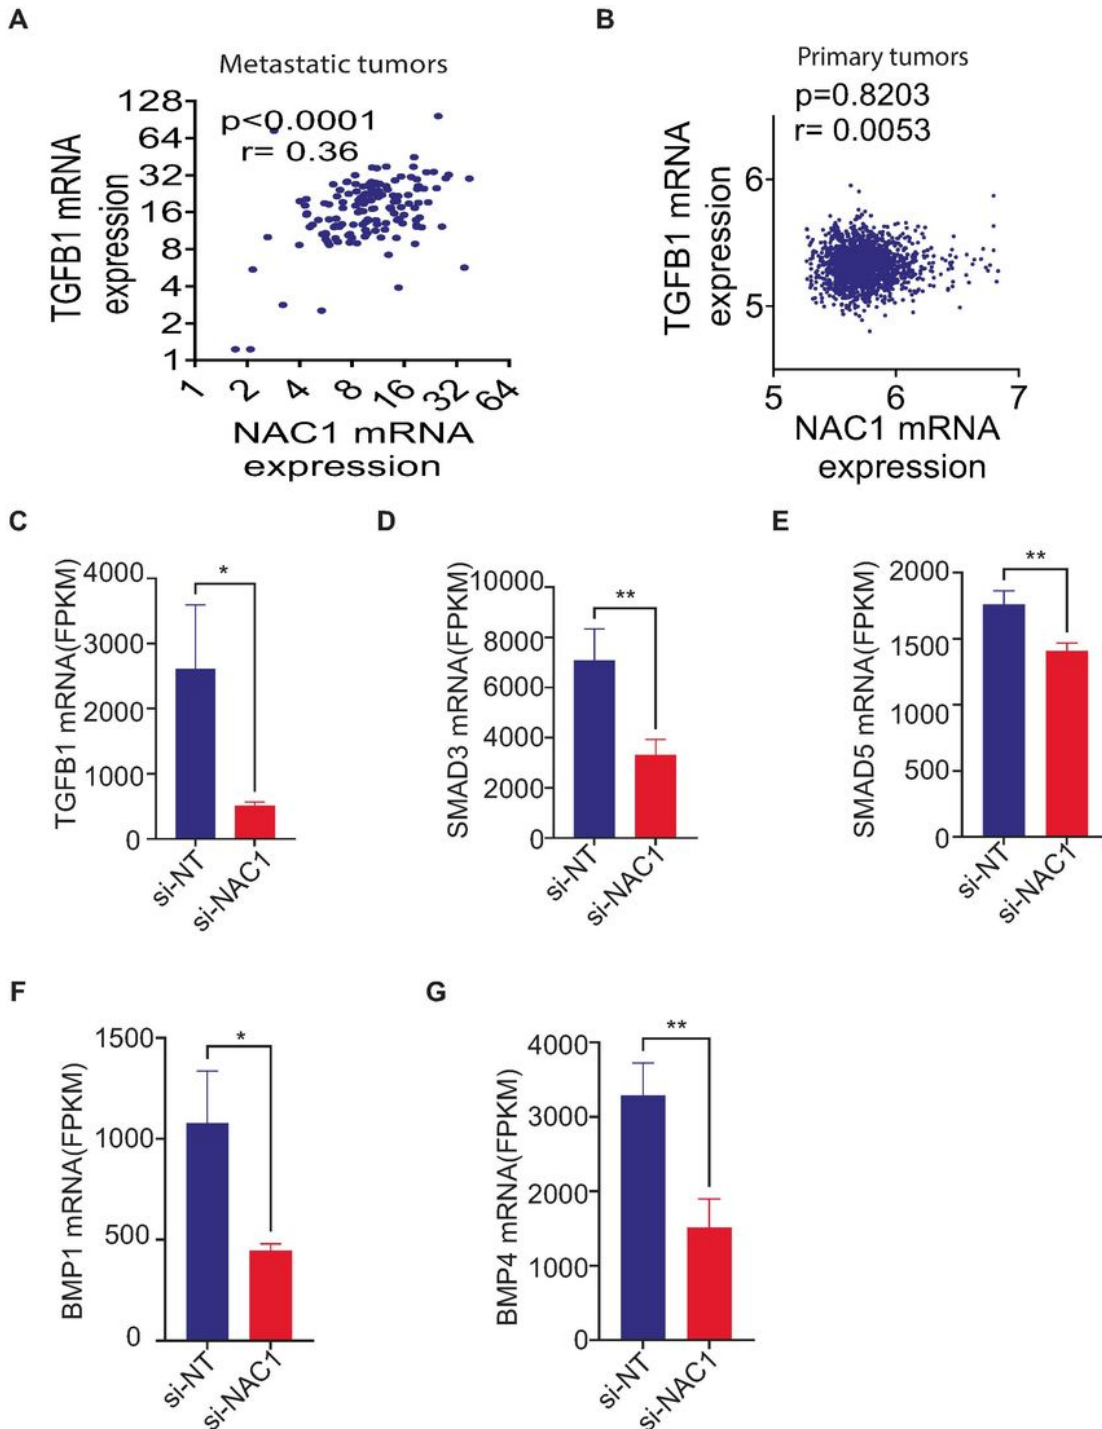 A
Metastatic tumors
p<0.0001
r= 0.36
TGFB1 mRNA
expression
128
64
32
16
8
4
2
1
1
2
4
8
16
32
64
NAC1 mRNA
expression
B
Primary tumors
p=0.8203
r= 0.0053
TGFB1 mRNA
expression
6
5
5
6
7
NAC1 mRNA
expression
C
TGFB1 mRNA(FPKM)
4000
3000
2000
1000
0
*
si-NT
si-NAC1
D
SMAD3 mRNA(FPKM)
10000
8000
6000
4000
2000
0
**
si-NT
si-NAC1
E
SMAD5 mRNA(FPKM)
2000
1500
1000
500
0
**
si-NT
si-NAC1
F
BMP1 mRNA(FPKM)
1500
1000
500
0
*
si-NT
si-NAC1
G
BMP4 mRNA(FPKM)
4000
3000
2000
1000
0
**
si-NT
si-NAC1